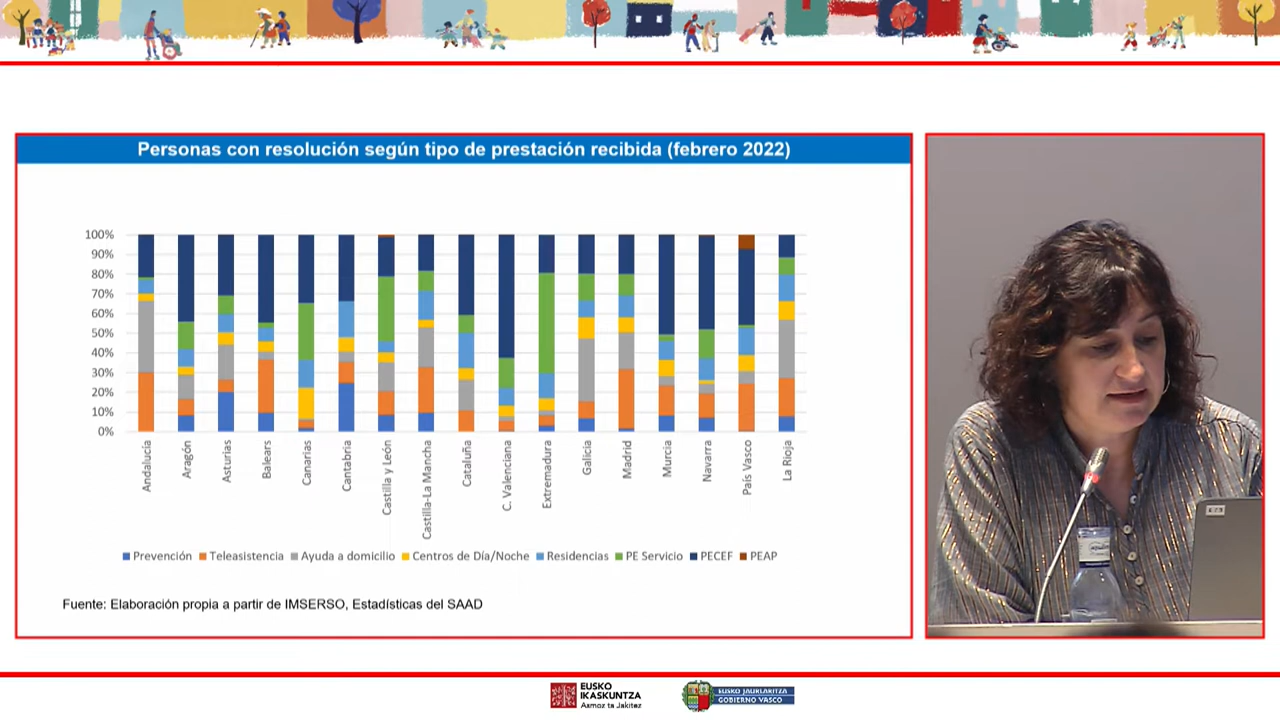 Personas con resolución según tipo de prestación recibida (febrero 2022)
100%
90%
80%
70%
60%
50%
40%
30%
20%
10%
0%
Andalucía
Aragón
Asturias
Balears
Canarias
Cantabria
Castilla y León
Castilla-La Mancha
Cataluña
C. Valenciana
Extremadura
Galicia
Madrid
Murcia
Navarra
País Vasco
La Rioja
Prevención Teleasistencia Ayuda a domicilio Centros de Día/Noche Residencias PE Servicio PECEF PEAP
Fuente: Elaboración propia a partir de IMSERSO, Estadísticas del SAAD
EUSKO
IKASKUNTZA
Asmoz ta Jakitez
EUSKO JAURLARITZA
GOBIERNO VASCO